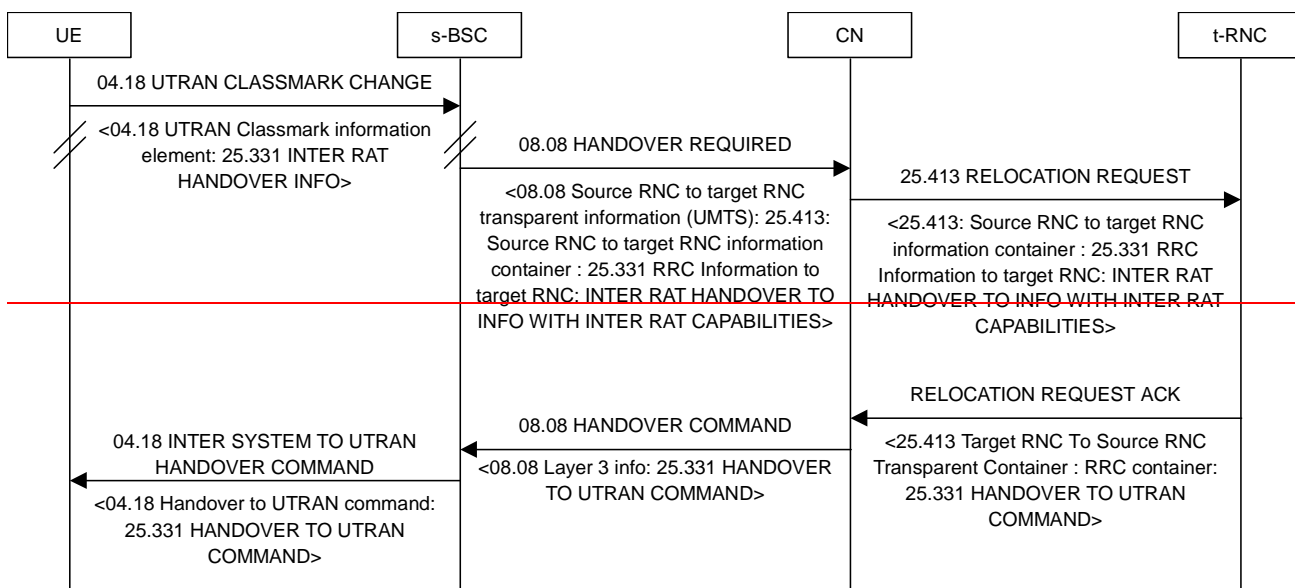 UE
s-BSC
CN
t-RNC
04.18 UTRAN CLASSMARK CHANGE
<04.18 UTRAN Classmark information
element: 25.331 INTER RAT
HANDOVER INFO>
08.08 HANDOVER REQUIRED
<08.08 Source RNC to target RNC
transparent information (UMTS): 25.413:
Source RNC to target RNC information
container : 25.331 RRC Information to
target RNC: INTER RAT HANDOVER TO
INFO WITH INTER RAT CAPABILITIES>
25.413 RELOCATION REQUEST
<25.413: Source RNC to target RNC
information container : 25.331 RRC
Information to target RNC: INTER RAT
HANDOVER TO INFO WITH INTER RAT
CAPABILITIES>
RELOCATION REQUEST ACK
<25.413 Target RNC To Source RNC
Transparent Container : RRC container:
25.331 HANDOVER TO UTRAN
COMMAND>
08.08 HANDOVER COMMAND
<08.08 Layer 3 info: 25.331 HANDOVER
TO UTRAN COMMAND>
04.18 INTER SYSTEM TO UTRAN
HANDOVER COMMAND
<04.18 Handover to UTRAN command:
25.331 HANDOVER TO UTRAN
COMMAND>